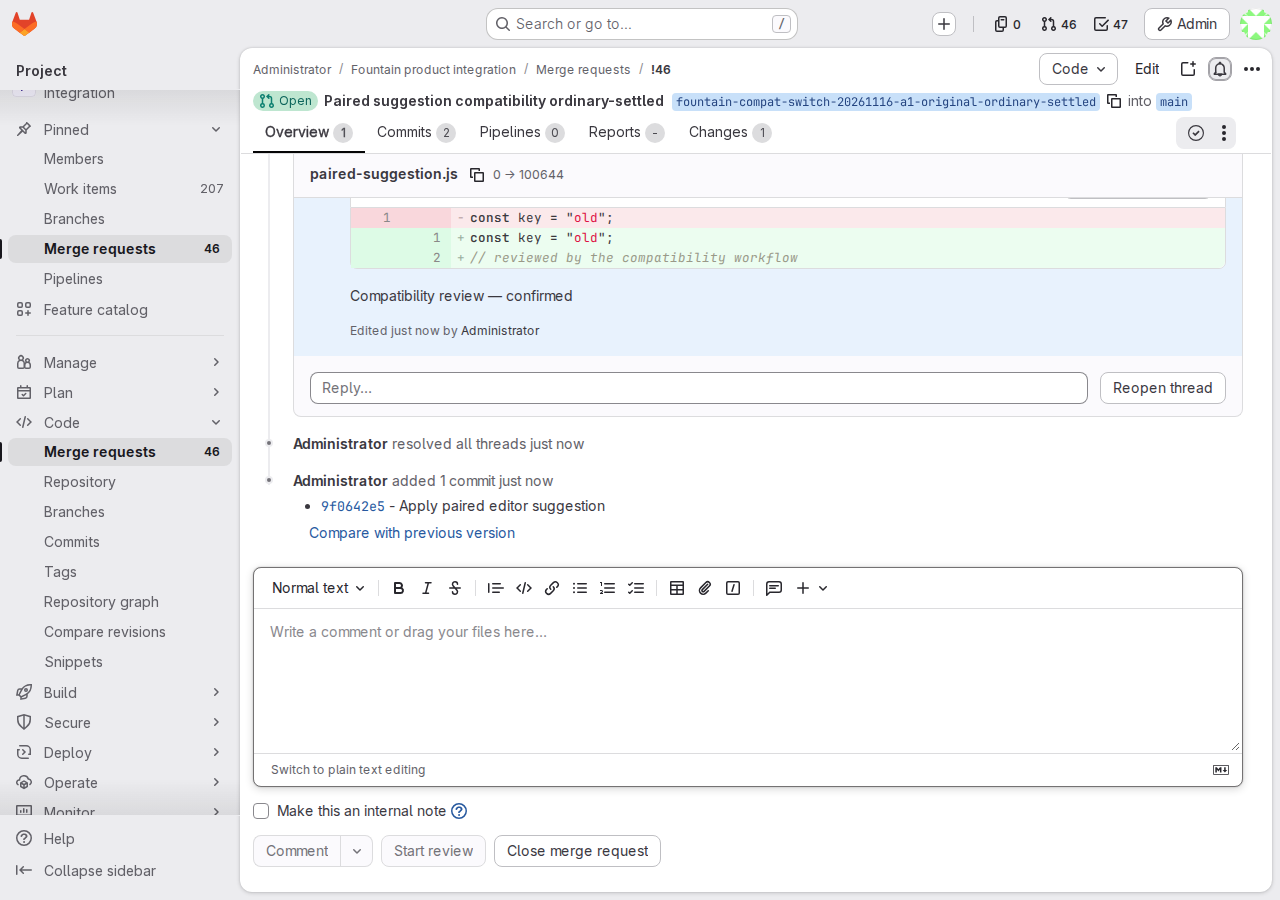 Search or go to...
/
0
46
47
Admin
Project
Integration
Pinned
Members
Work items 207
Branches
Merge requests 46
Pipelines
Feature catalog
Manage
Plan
Code
Merge requests 46
Repository
Branches
Commits
Tags
Repository graph
Compare revisions
Snippets
Build
Secure
Deploy
Operate
Monitor
Help
Collapse sidebar
Administrator / Fountain product integration / Merge requests / !46
Code
Edit
Open Paired suggestion compatibility ordinary-settled fountain-compat-switch-20261116-a1-original-ordinary-settled into main
Overview 1 Commits 2 Pipelines 0 Reports - Changes 1
paired-suggestion.js 0 → 100644
1 - const key = "old";
1 + const key = "old";
2 + // reviewed by the compatibility workflow
Compatibility review — confirmed
Edited just now by Administrator
Reply...
Reopen thread
Administrator resolved all threads just now
Administrator added 1 commit just now
• 9f0642e5 - Apply paired editor suggestion
Compare with previous version
Normal text
Write a comment or drag your files here...
Switch to plain text editing
Make this an internal note
Comment
Start review
Close merge request